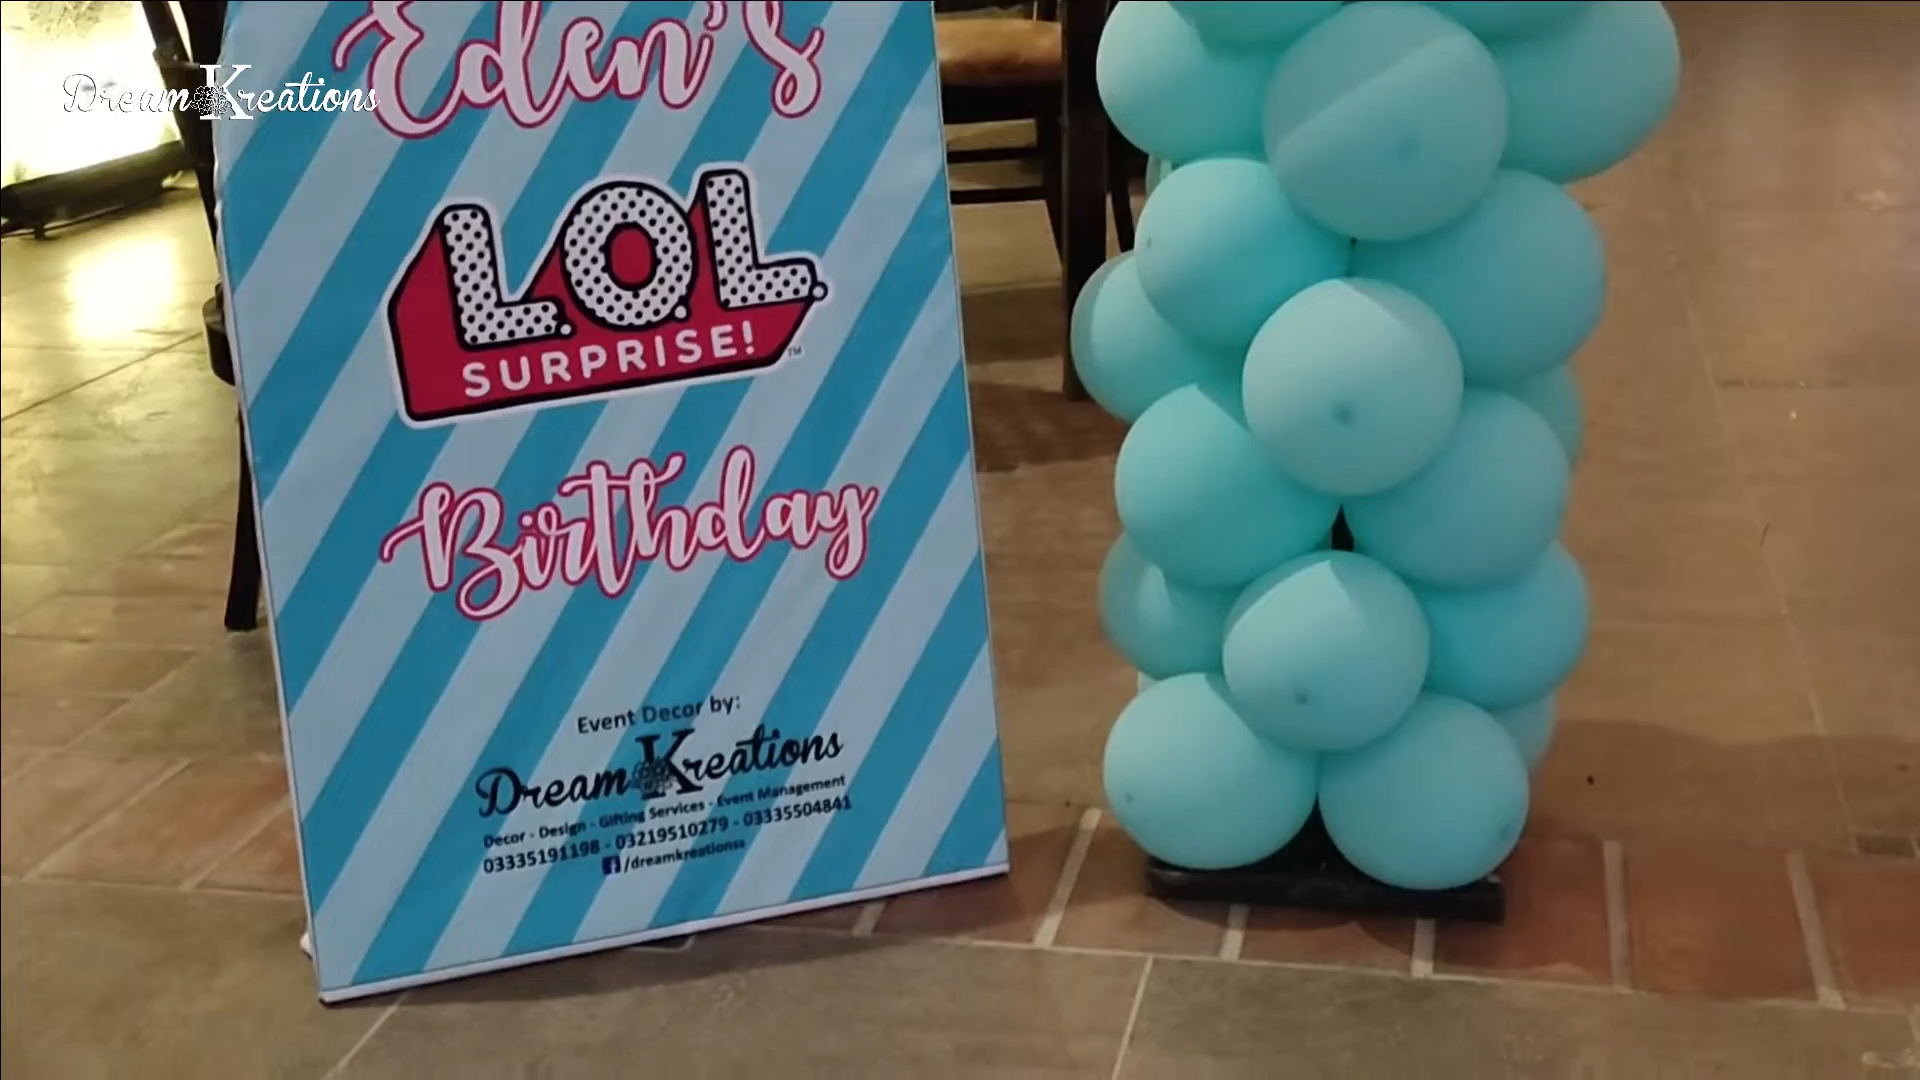 Dream Kreations
Eden's
L.O.L
SURPRISE!
TM
Birthday
Event Decor by:
Dream Kreations
Decor - Design - Gifting Services - Event Management
03335191198 - 03219510279 - 03335504841
/dreamkreationss